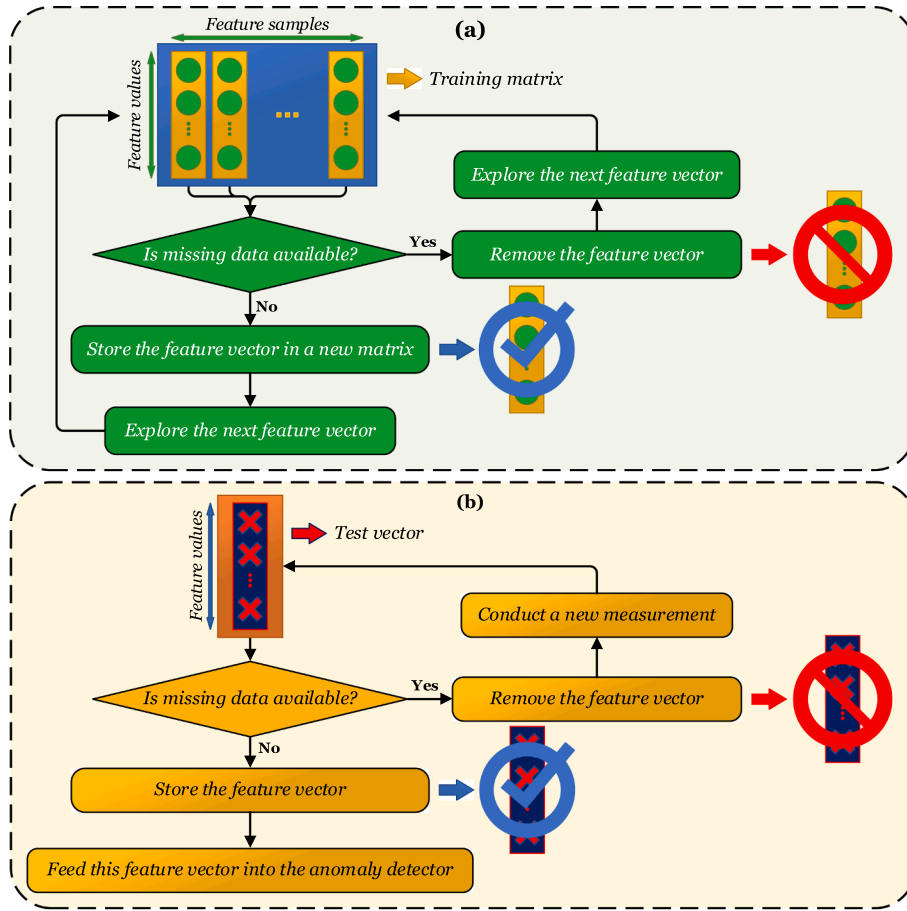 Feature samples
(a)
Feature values
Training matrix
Explore the next feature vector
Is missing data available?
Yes
Remove the feature vector
No
Store the feature vector in a new matrix
Explore the next feature vector
(b)
Feature values
Test vector
Conduct a new measurement
Is missing data available?
Yes
Remove the feature vector
No
Store the feature vector
Feed this feature vector into the anomaly detector